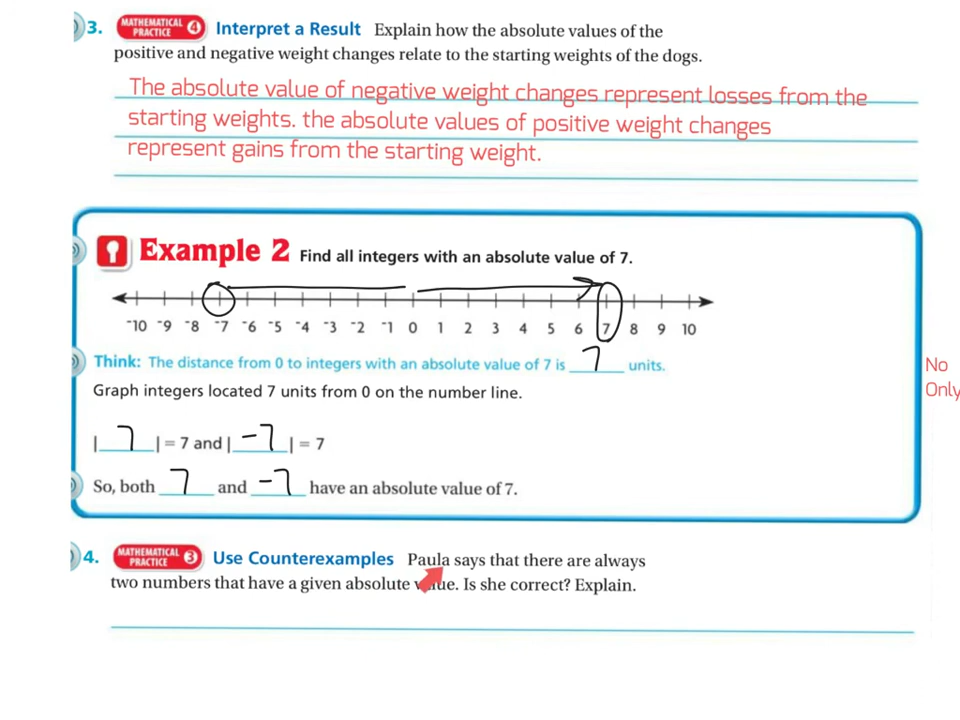 3. MATHEMATICAL PRACTICE 4 Interpret a Result Explain how the absolute values of the
positive and negative weight changes relate to the starting weights of the dogs.
The absolute value of negative weight changes represent losses from the
starting weights. the absolute values of positive weight changes
represent gains from the starting weight.
Example 2 Find all integers with an absolute value of 7.
-10 -9 -8 -7 -6 -5 -4 -3 -2 -1 0 1 2 3 4 5 6 7 8 9 10
Think: The distance from 0 to integers with an absolute value of 7 is 7 units.
No
Only
Graph integers located 7 units from 0 on the number line.
|7| = 7 and |-7| = 7
So, both 7 and -7 have an absolute value of 7.
4. MATHEMATICAL PRACTICE 3 Use Counterexamples Paula says that there are always
two numbers that have a given absolute value. Is she correct? Explain.